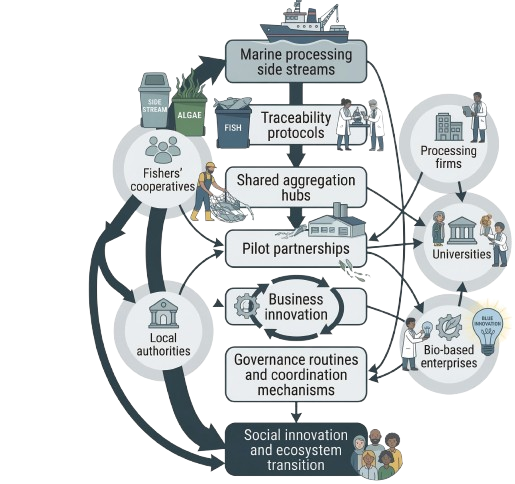 Marine processing
side streams
SIDE
STREAM
ALGAE
FISH
Traceability
protocols
Processing
firms
Fishers'
cooperatives
Shared aggregation
hubs
Pilot partnerships
Universities
Business
innovation
BLUE
INNOVATION
Local
authorities
Bio-based
enterprises
Governance routines
and coordination
mechanisms
Social innovation
and ecosystem
transition